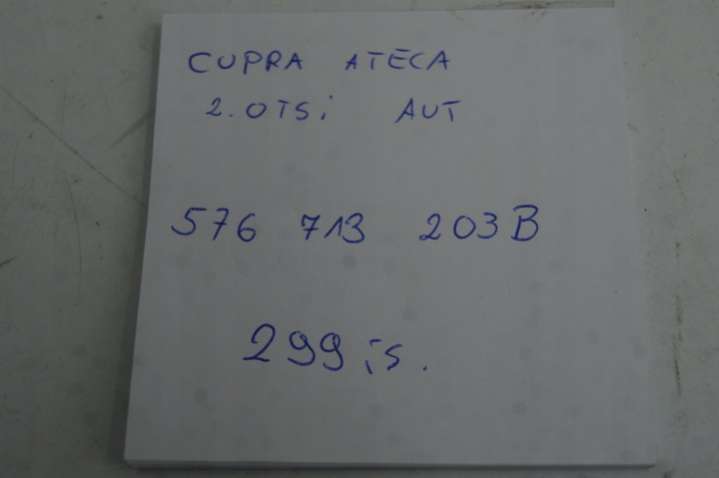 CUPRA ATECA
2.0TSi AUT
576 713 203B
299 is.